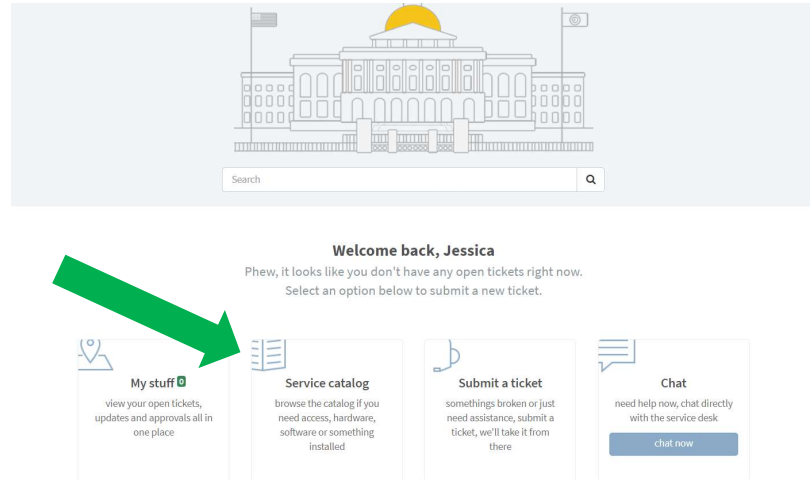 Search
Welcome back, Jessica
Phew, it looks like you don't have any open tickets right now.
Select an option below to submit a new ticket.
My stuff 0
view your open tickets,
updates and approvals all in
one place
Service catalog
browse the catalog if you
need access, hardware,
software or something
installed
Submit a ticket
somethings broken or just
need assistance, submit a
ticket, we'll take it from
there
Chat
need help now, chat directly
with the service desk
chat now